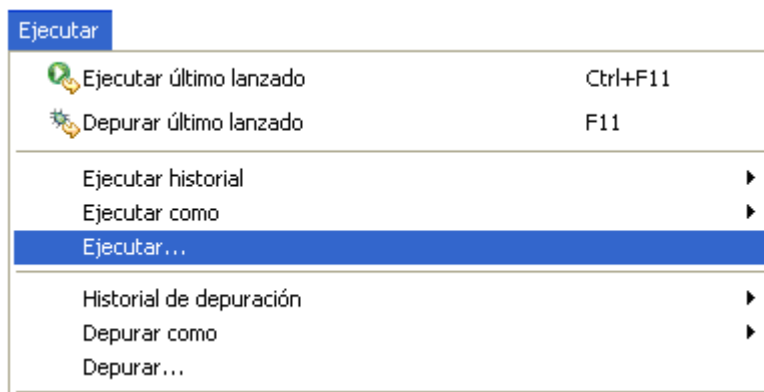 Ejecutar
Ejecutar último lanzado Ctrl+F11
Depurar último lanzado F11
Ejecutar historial
Ejecutar como
Ejecutar...
Historial de depuración
Depurar como
Depurar...